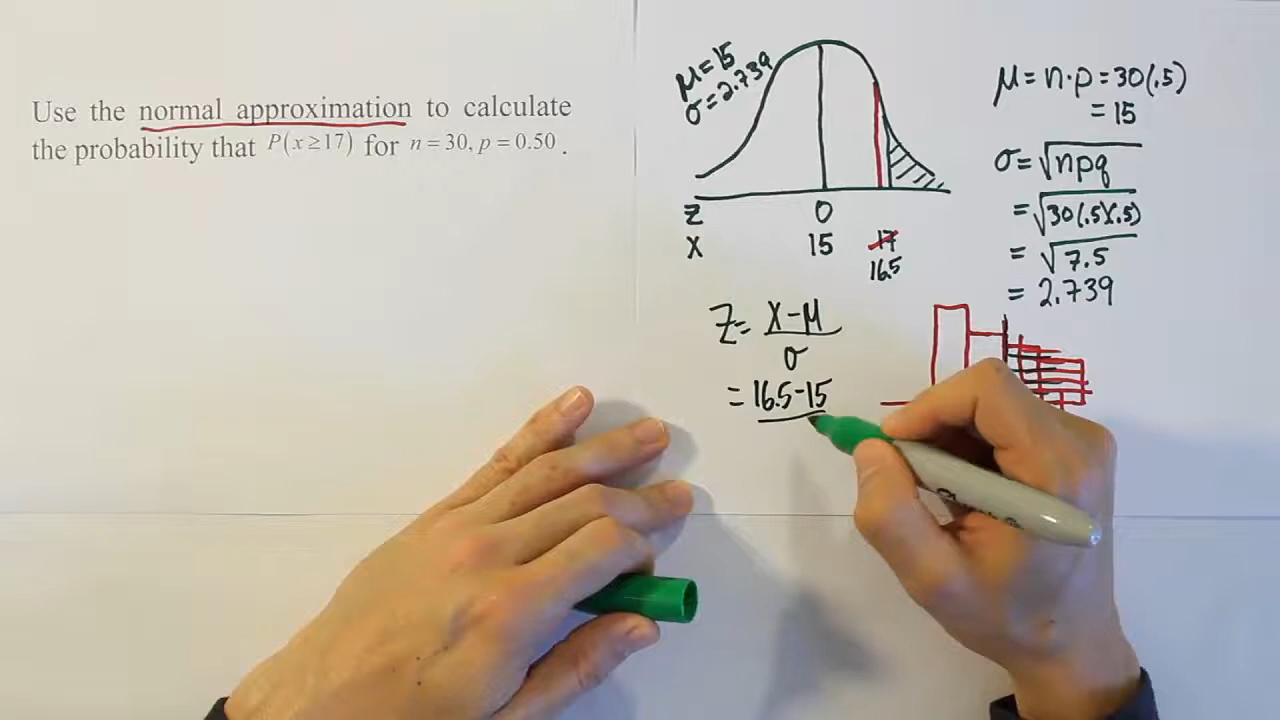 Use the normal approximation to calculate
the probability that P(x≥17) for n = 30, p = 0.50 .
μ=15
σ=2.739
Z 0
X 15 17
16.5
Z= X-μ
σ
= 16.5-15
μ= n·p = 30(.5)
= 15
σ= √npq
= √30(.5)(.5)
= √7.5
= 2.739